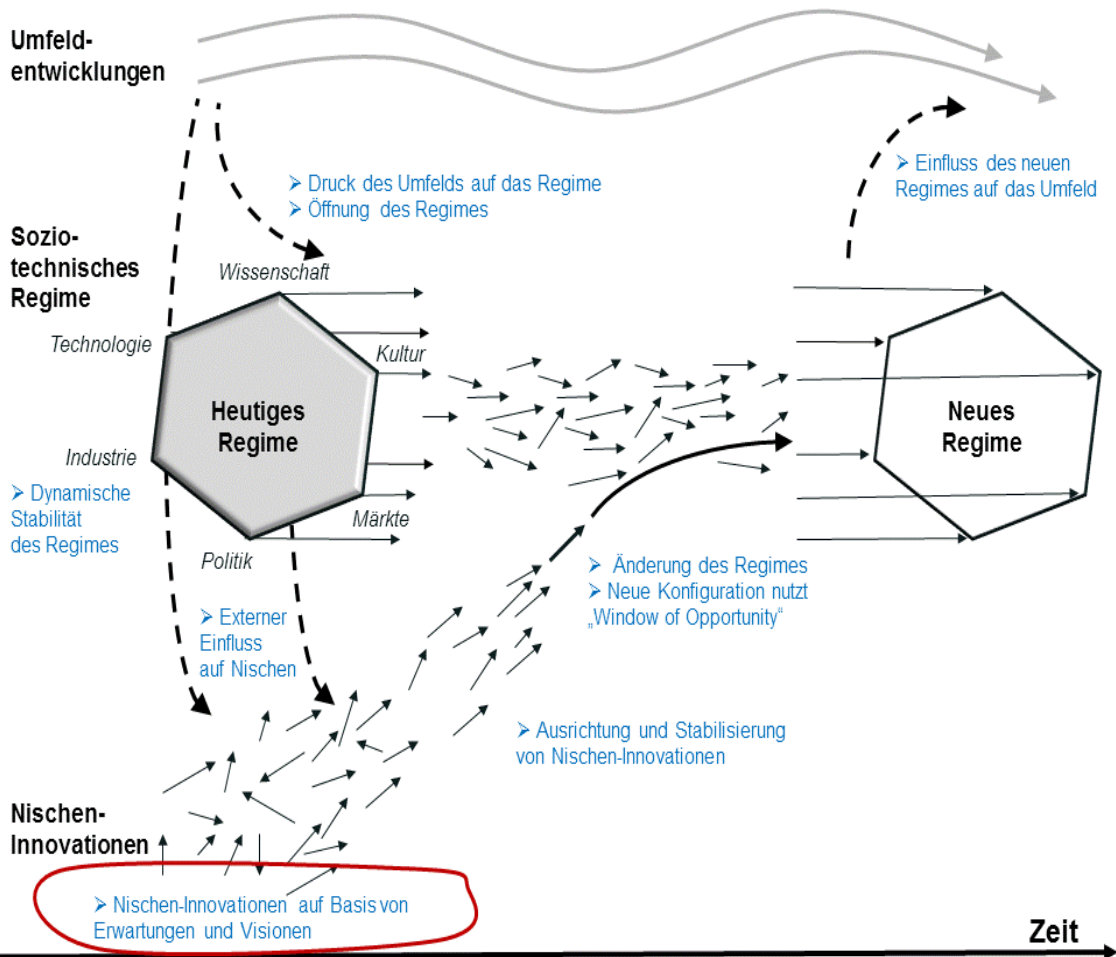 Umfeld-
entwicklungen
➢ Druck des Umfelds auf das Regime
➢ Öffnung des Regimes
➢ Einfluss des neuen
Regimes auf das Umfeld
Sozio-
technisches
Regime
Wissenschaft
Technologie
Kultur
Heutiges
Regime
Neues
Regime
Industrie
➢ Dynamische
Stabilität
des Regimes
Märkte
Politik
➢ Änderung des Regimes
➢ Neue Konfiguration nutzt
„Window of Opportunity“
➢ Externer
Einfluss
auf Nischen
➢ Ausrichtung und Stabilisierung
von Nischen-Innovationen
Nischen-
Innovationen
➢ Nischen-Innovationen auf Basis von
Erwartungen und Visionen
Zeit